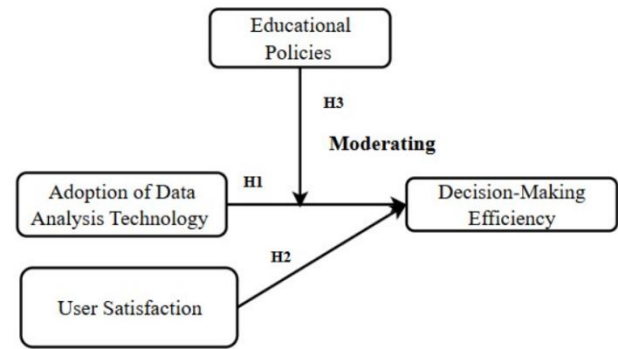 Educational
Policies
H3
Moderating
H1
Adoption of Data
Analysis Technology
Decision-Making
Efficiency
H2
User Satisfaction